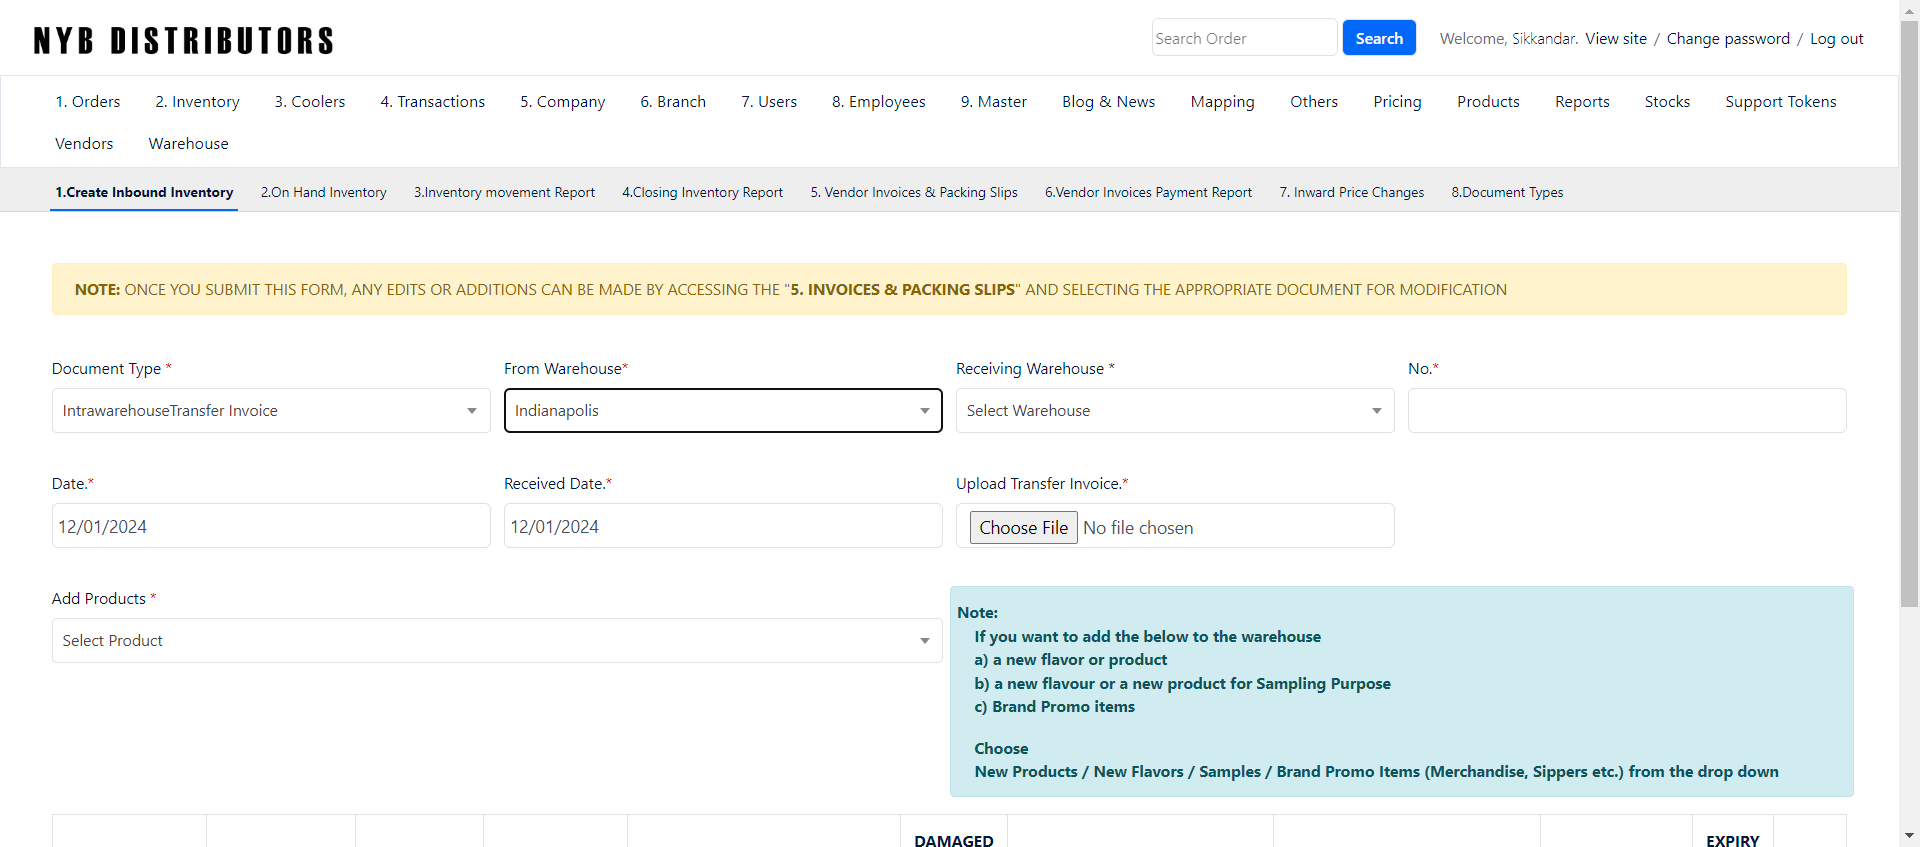 NYB DISTRIBUTORS
Search Order
Search
Welcome, Sikkandar. View site / Change password / Log out
1. Orders 2. Inventory 3. Coolers 4. Transactions 5. Company 6. Branch 7. Users 8. Employees 9. Master Blog & News Mapping Others Pricing Products Reports Stocks Support Tokens
Vendors Warehouse
1.Create Inbound Inventory 2.On Hand Inventory 3.Inventory movement Report 4.Closing Inventory Report 5. Vendor Invoices & Packing Slips 6.Vendor Invoices Payment Report 7. Inward Price Changes 8.Document Types
NOTE: ONCE YOU SUBMIT THIS FORM, ANY EDITS OR ADDITIONS CAN BE MADE BY ACCESSING THE "5. INVOICES & PACKING SLIPS" AND SELECTING THE APPROPRIATE DOCUMENT FOR MODIFICATION
Document Type * From Warehouse* Receiving Warehouse * No.*
IntrawarehouseTransfer Invoice Indianapolis Select Warehouse
Date.* Received Date.* Upload Transfer Invoice.*
12/01/2024 12/01/2024 Choose File No file chosen
Add Products *
Select Product
Note:
If you want to add the below to the warehouse
a) a new flavor or product
b) a new flavour or a new product for Sampling Purpose
c) Brand Promo items
Choose
New Products / New Flavors / Samples / Brand Promo Items (Merchandise, Sippers etc.) from the drop down
DAMAGED EXPIRY